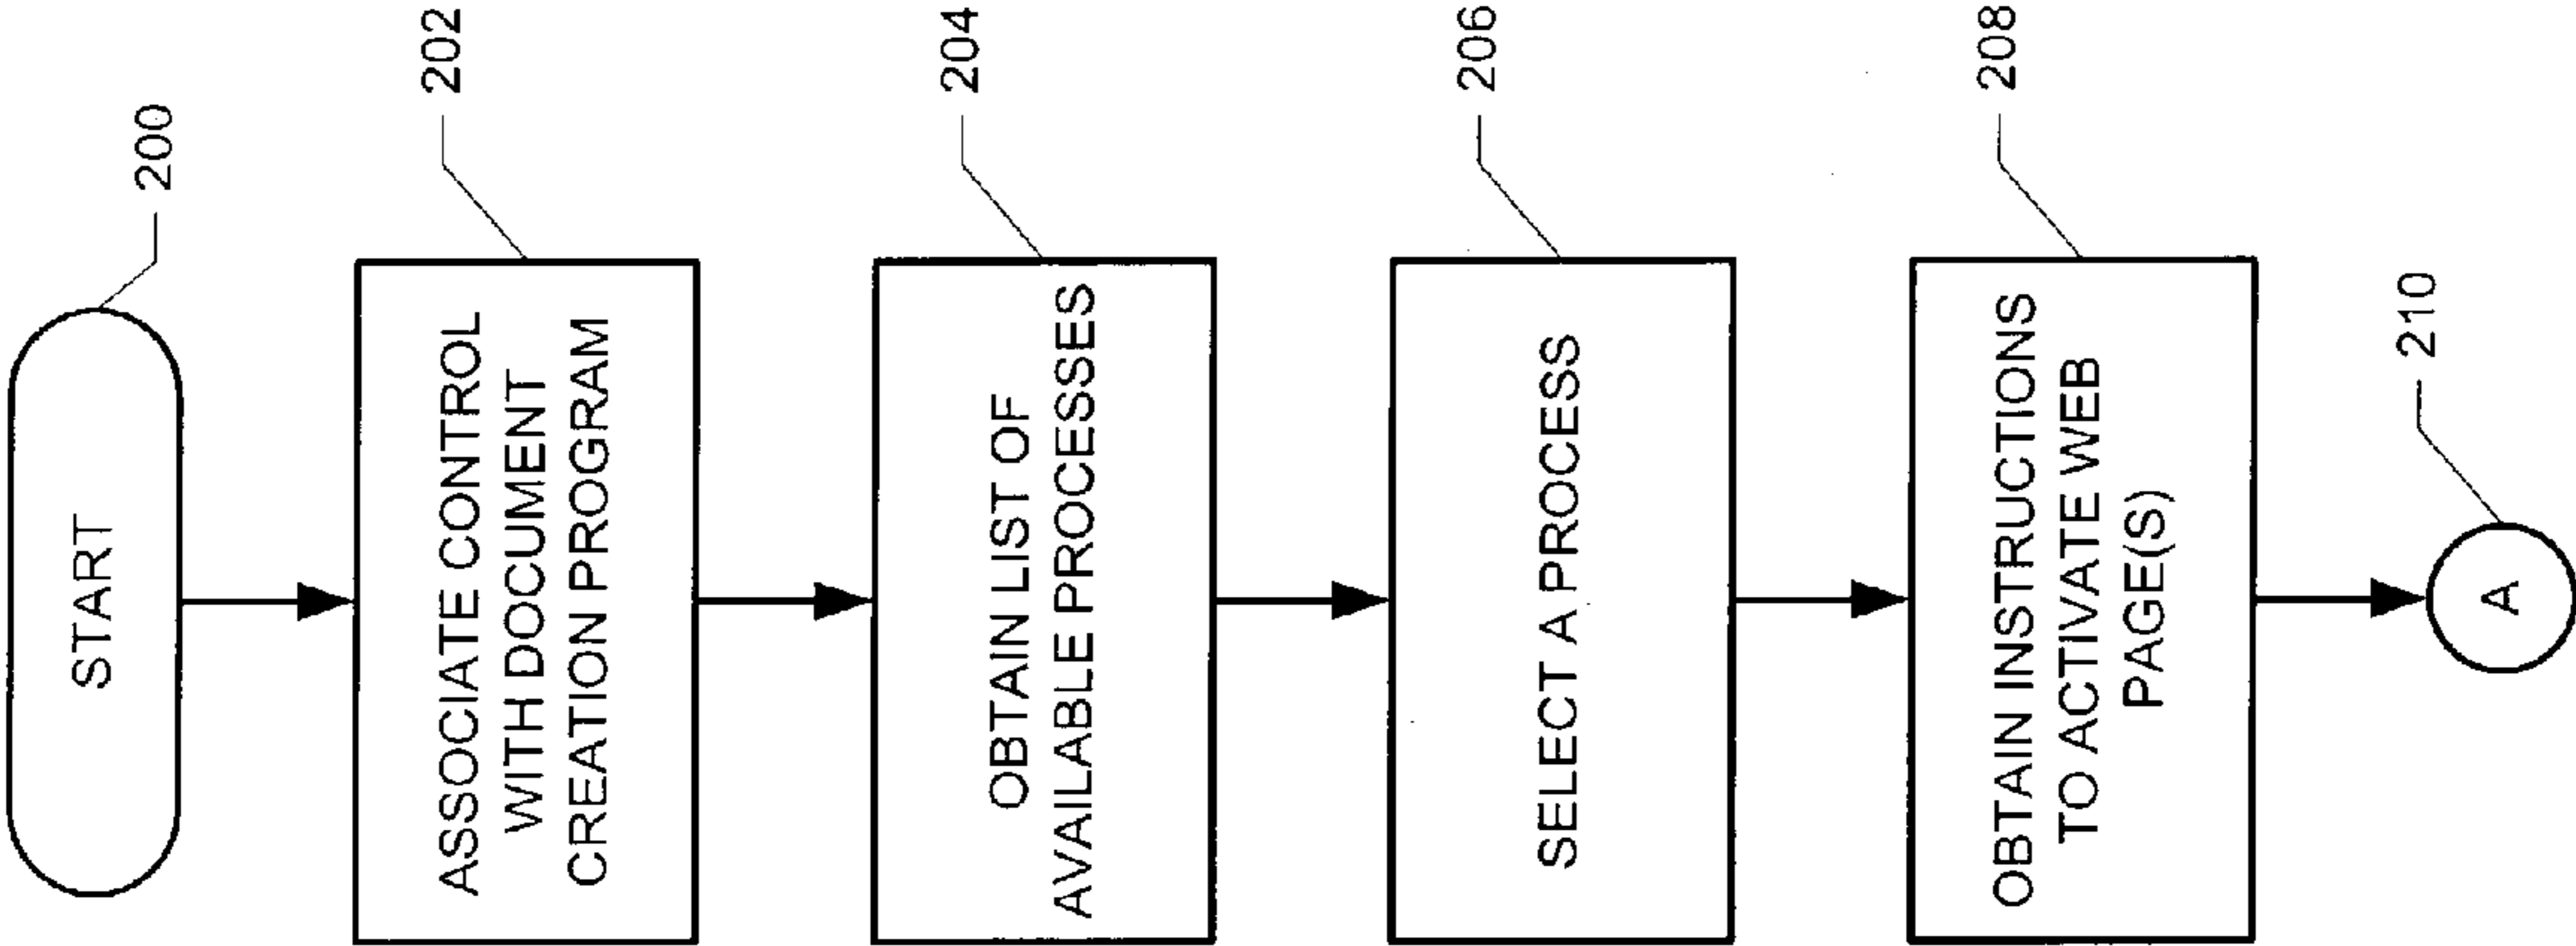 START
200
ASSOCIATE CONTROL
WITH DOCUMENT
CREATION PROGRAM
202
OBTAIN LIST OF
AVAILABLE PROCESSES
204
SELECT A PROCESS
206
OBTAIN INSTRUCTIONS
TO ACTIVATE WEB
PAGE(S)
208
A
210